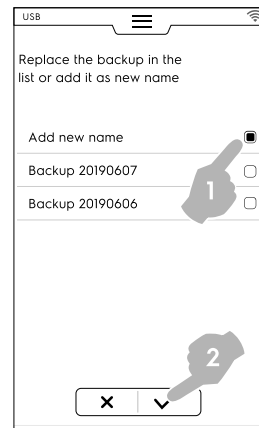 USB
Replace the backup in the
list or add it as new name
Add new name
Backup 20190607
Backup 20190606
1
2